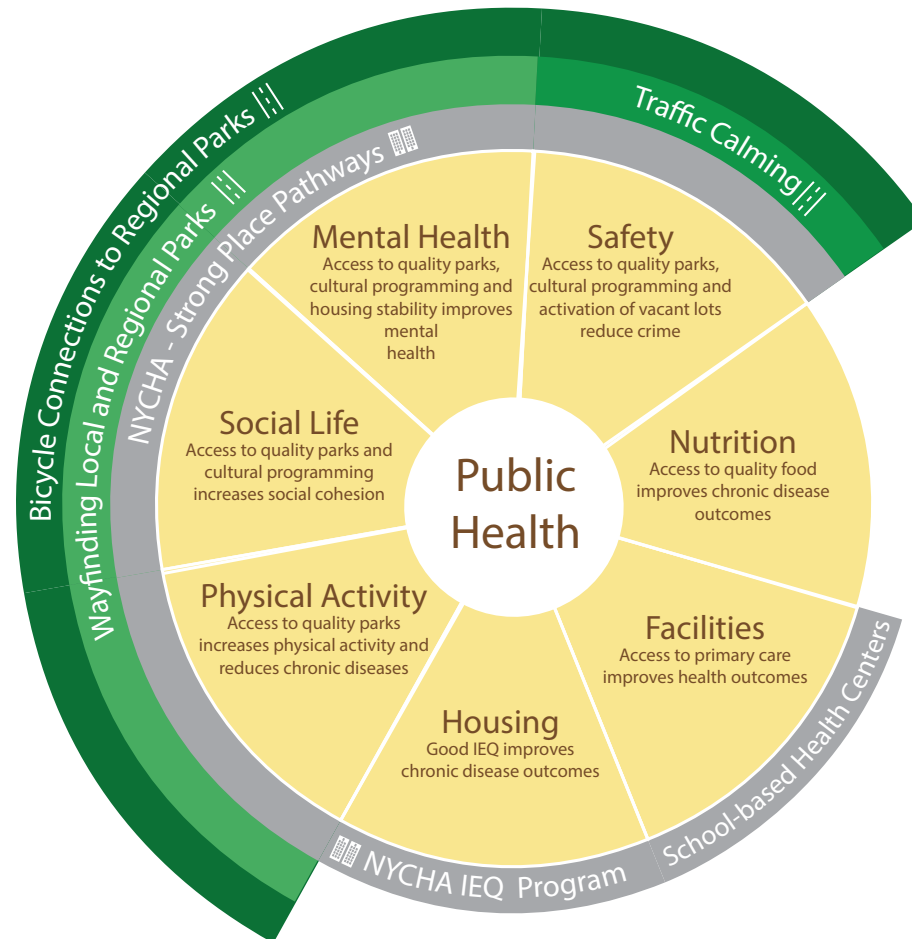 Bicycle Connections to Regional Parks
Wayfinding Local and Regional Parks
NYCHA - Strong Place Pathways
Traffic Calming
Mental Health
Access to quality parks,
cultural programming and
housing stability improves
mental
health
Safety
Access to quality parks,
cultural programming and
activation of vacant lots
reduce crime
Social Life
Access to quality parks and
cultural programming
increases social cohesion
Public
Health
Nutrition
Access to quality food
improves chronic disease
outcomes
Physical Activity
Access to quality parks
increases physical activity and
reduces chronic diseases
Facilities
Access to primary care
improves health outcomes
Housing
Good IEQ improves
chronic disease outcomes
School-based Health Centers
NYCHA IEQ Program